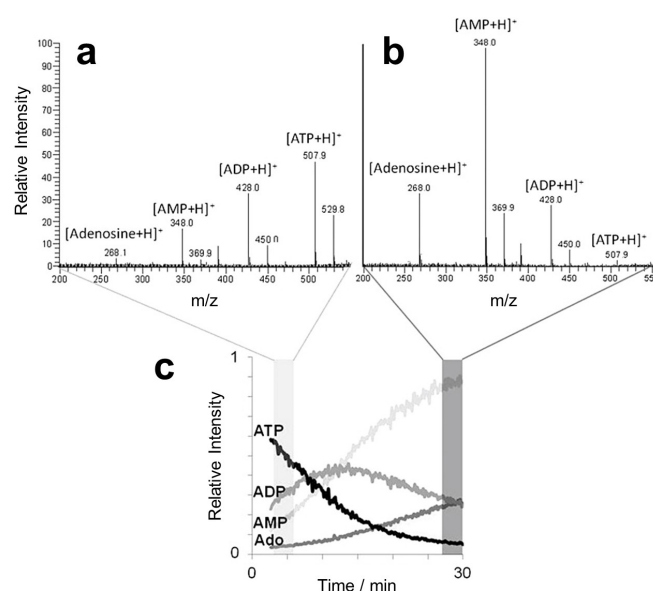 a
Relative Intensity
100
90
80
70
60
50
40
30
20
10
0
[Adenosine+H]+
268.1
[AMP+H]+
348.0
369.9
[ADP+H]+
428.0
450.0
[ATP+H]+
507.9
529.8
200 250 300 350 400 450 500
m/z
b
[AMP+H]+
348.0
[Adenosine+H]+
268.0
369.9
[ADP+H]+
428.0
450.0
[ATP+H]+
507.9
200 250 300 350 400 450 500 55
m/z
c
Relative Intensity
1
ATP
ADP
AMP
Ado
0
0 30
Time / min